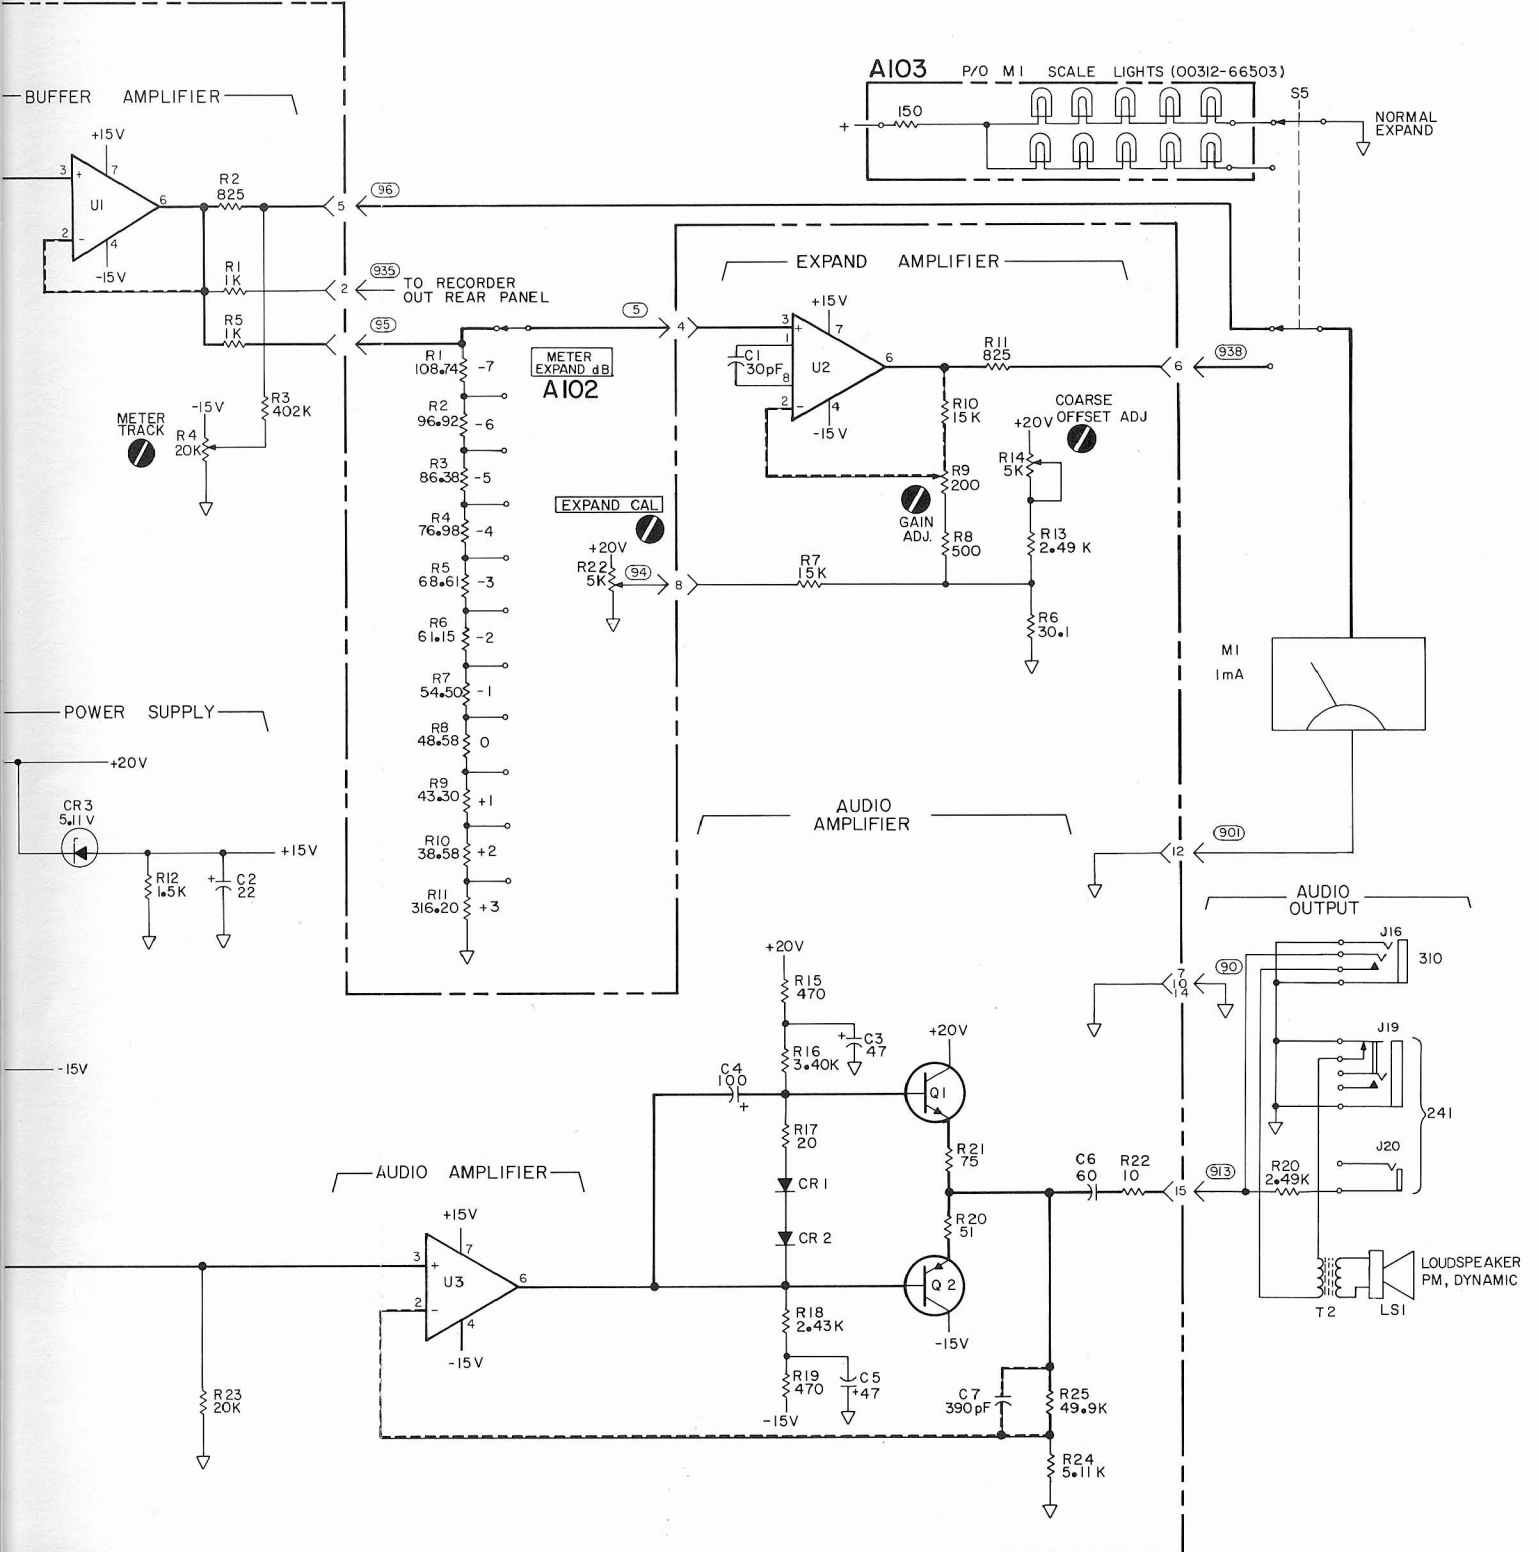 A103 P/O M1 SCALE LIGHTS (00312-66503)
150
+
S5
NORMAL
EXPAND
BUFFER AMPLIFIER
+15V
3
+
7
U1
6
2
-
4
-15V
R2
825
5
96
R1
1K
2
935
TO RECORDER
OUT REAR PANEL
R5
1K
95
R3
402K
-15V
METER
TRACK
R4
20K
METER
EXPAND dB
A102
R1
108.74
-7
R2
96.92
-6
R3
86.38
-5
R4
76.98
-4
R5
68.61
-3
R6
61.15
-2
R7
54.50
-1
R8
48.58
0
R9
43.30
+1
R10
38.58
+2
R11
316.20
+3
5
4
EXPAND AMPLIFIER
+15V
3
+
7
1
C1
30pF
8
U2
6
2
-
4
-15V
R11
825
6
938
R10
15K
COARSE
OFFSET ADJ
+20V
R14
5K
R9
200
GAIN
ADJ.
EXPAND CAL
+20V
R22
5K
94
8
R7
15K
R8
500
R13
2.49 K
R6
30.1
M1
1mA
POWER SUPPLY
+20V
CR3
5.11V
+15V
R12
1.5K
+
C2
22
-15V
AUDIO
AMPLIFIER
12
901
7
10
14
90
AUDIO
OUTPUT
J16
310
J19
241
J20
+20V
R15
470
+
C3
47
R16
3.40K
C4
100
+
+20V
Q1
R17
20
R21
75
CR1
CR2
C6
60
R22
10
15
913
R20
2.49K
R20
51
Q2
-15V
AUDIO AMPLIFIER
+15V
3
+
7
U3
6
2
-
4
-15V
R18
2.43K
R19
470
C5
+47
-15V
C7
390pF
R25
49.9K
R24
5.11K
R23
20K
T2
LS1
LOUDSPEAKER
PM, DYNAMIC